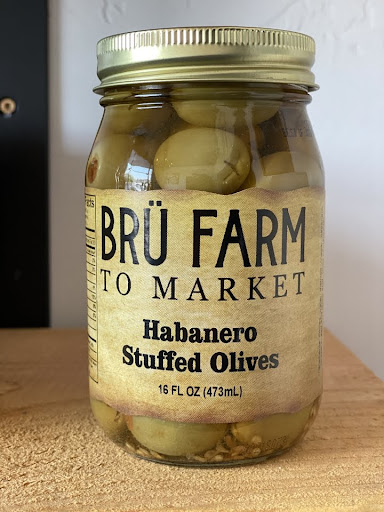 BRÜ FARM
TO MARKET
Habanero
Stuffed Olives
16 FL OZ (473mL)